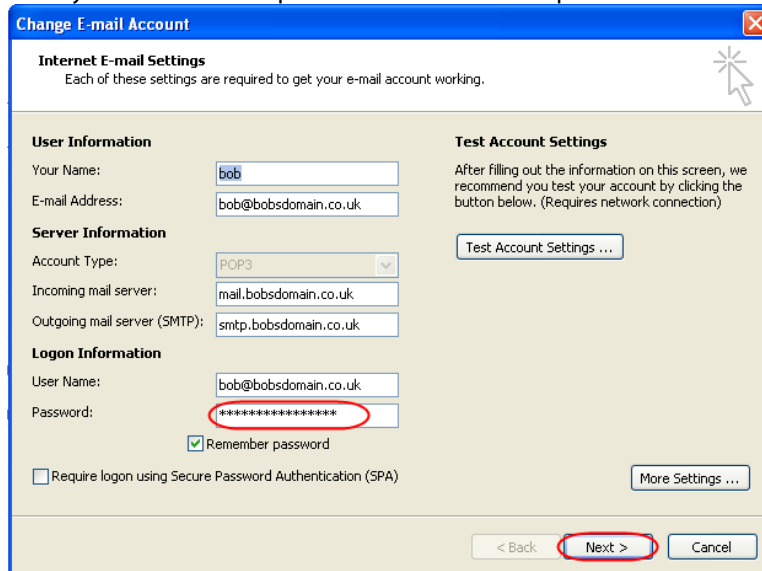 Change E-mail Account
Internet E-mail Settings
Each of these settings are required to get your e-mail account working.
User Information
Your Name: bob
E-mail Address: bob@bobsdomain.co.uk
Server Information
Account Type: POP3
Incoming mail server: mail.bobsdomain.co.uk
Outgoing mail server (SMTP): smtp.bobsdomain.co.uk
Logon Information
User Name: bob@bobsdomain.co.uk
Password: ****************
Remember password
Require logon using Secure Password Authentication (SPA)
Test Account Settings
After filling out the information on this screen, we
recommend you test your account by clicking the
button below. (Requires network connection)
Test Account Settings ...
More Settings ...
< Back
Next >
Cancel